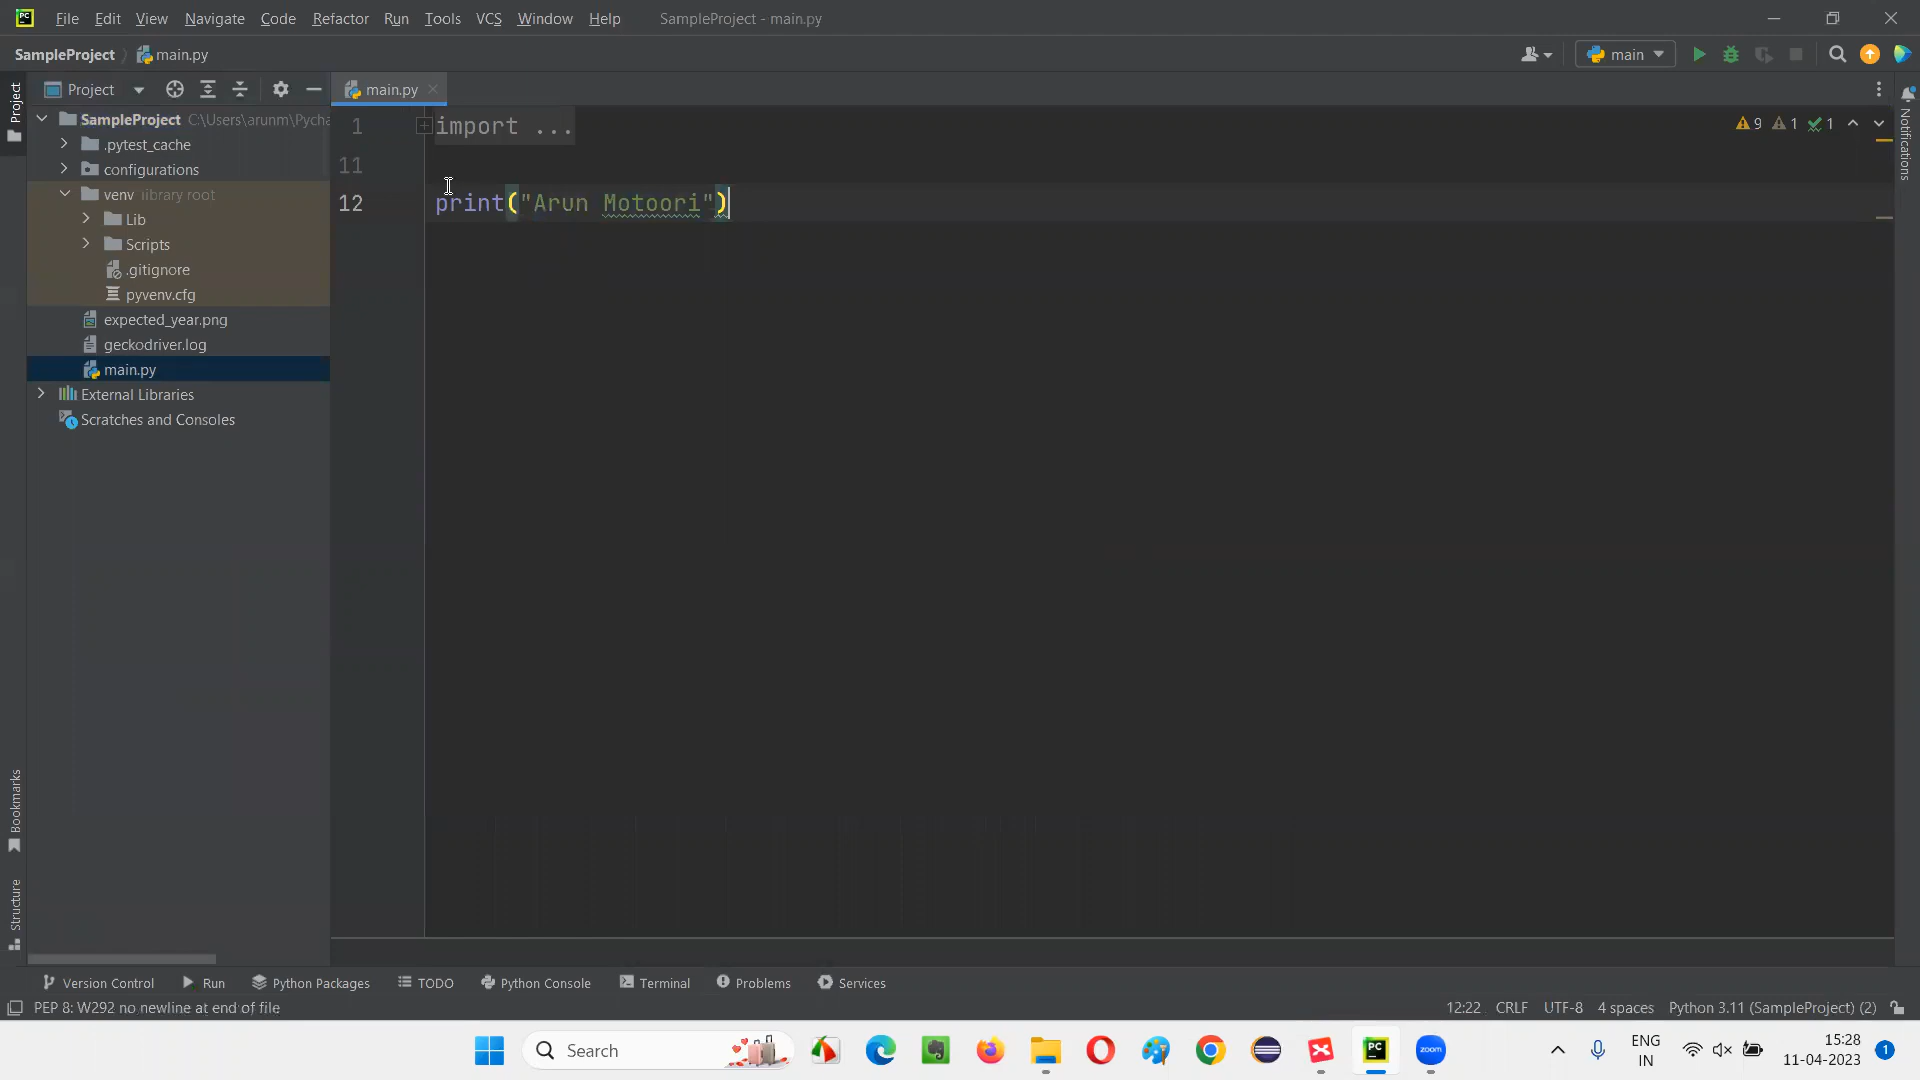 File Edit View Navigate Code Refactor Run Tools VCS Window Help SampleProject - main.py
SampleProject main.py main
Project main.py
Project
SampleProject C:\Users\arunm\Pycha
.pytest_cache
configurations
venv library root
Lib
Scripts
.gitignore
pyvenv.cfg
expected_year.png
geckodriver.log
main.py
External Libraries
Scratches and Consoles
1 import ...
11
12 print("Arun Motoori")
9 1 1
Notifications
Bookmarks
Structure
Version Control Run Python Packages TODO Python Console Terminal Problems Services
PEP 8: W292 no newline at end of file 12:22 CRLF UTF-8 4 spaces Python 3.11 (SampleProject) (2)
Search zoom ENG 15:28
IN 11-04-2023 1